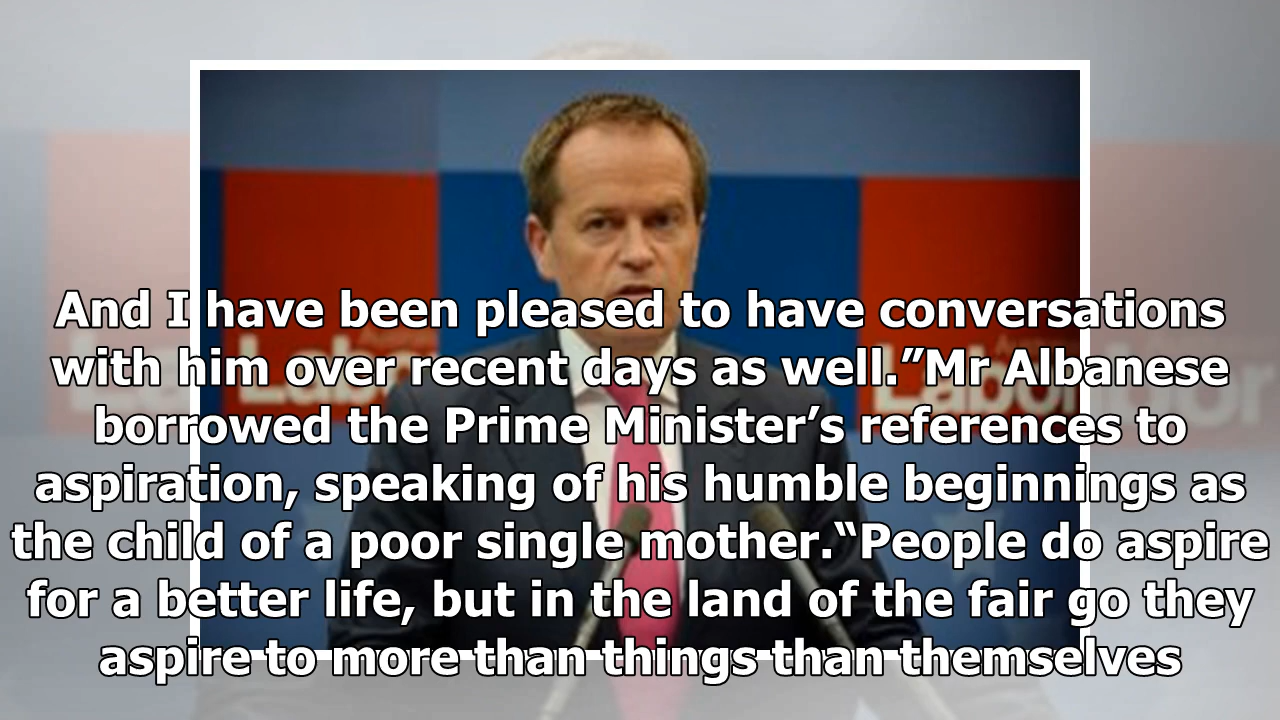 And I have been pleased to have conversations
with him over recent days as well.”Mr Albanese
borrowed the Prime Minister’s references to
aspiration, speaking of his humble beginnings as
the child of a poor single mother.“People do aspire
for a better life, but in the land of the fair go they
aspire to more than things than themselves
Labor